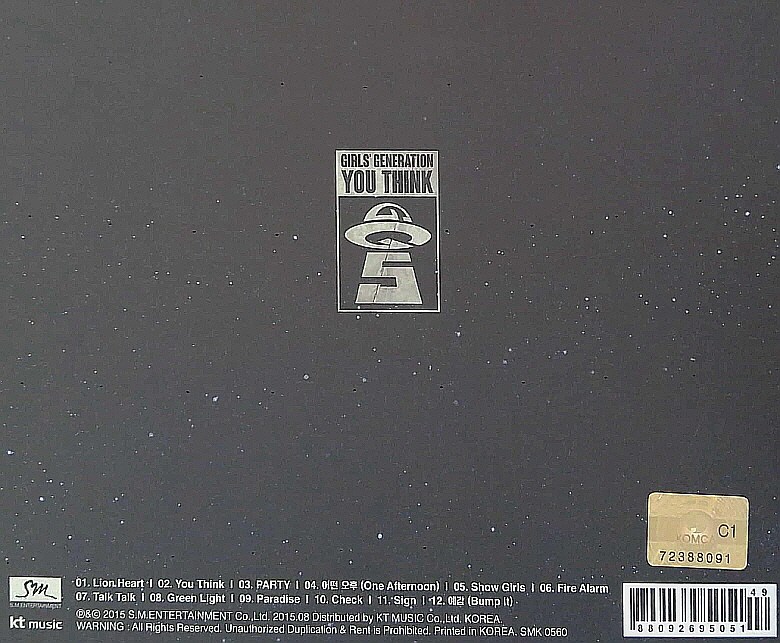 GIRLS' GENERATION
YOU THINK
KOMCA C1
72388091
Sm
S.M.ENTERTAINMENT
kt music
01. Lion Heart I 02. You Think I 03. PARTY I 04. 어떤 오후 (One Afternoon) I 05. Show Girls I 06. Fire Alarm
07. Talk Talk I 08. Green Light I 09. Paradise I 10. Check I 11. Sign I 12. 예감 (Bump It)
℗&© 2015 S.M.ENTERTAINMENT Co.,Ltd. 2015.08 Distributed by KT MUSIC Co.,Ltd. KOREA.
WARNING : All Rights Reserved. Unauthorized Duplication & Rent is Prohibited. Printed in KOREA. SMK 0560
49
8809269505 1